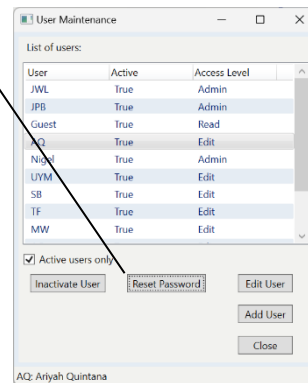 User Maintenance
List of users:
User Active Access Level
JWL True Admin
JPB True Admin
Guest True Read
AQ True Edit
Nigel True Admin
UYM True Edit
SB True Edit
TF True Edit
MW True Edit
Active users only
Inactivate User Reset Password Edit User
Add User
Close
AQ: Ariyah Quintana